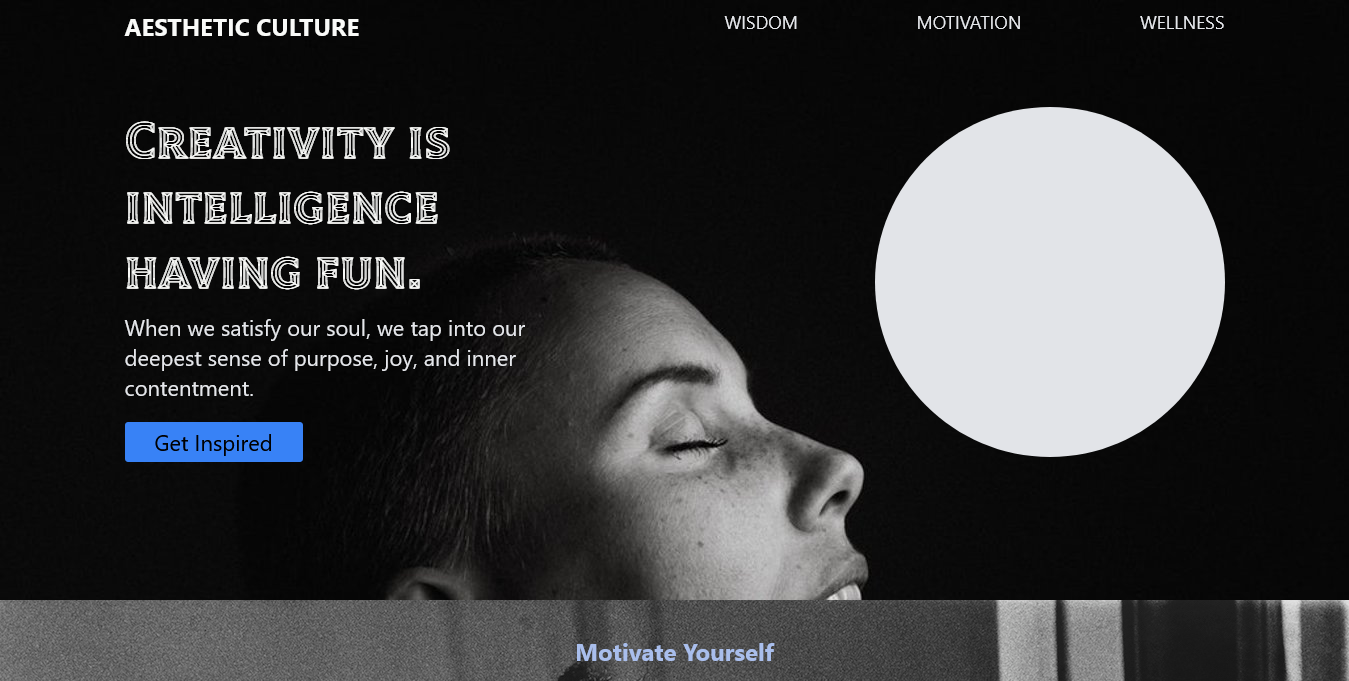 AESTHETIC CULTURE
WISDOM
MOTIVATION
WELLNESS
Creativity is
intelligence
having fun.
When we satisfy our soul, we tap into our
deepest sense of purpose, joy, and inner
contentment.
Get Inspired
Motivate Yourself